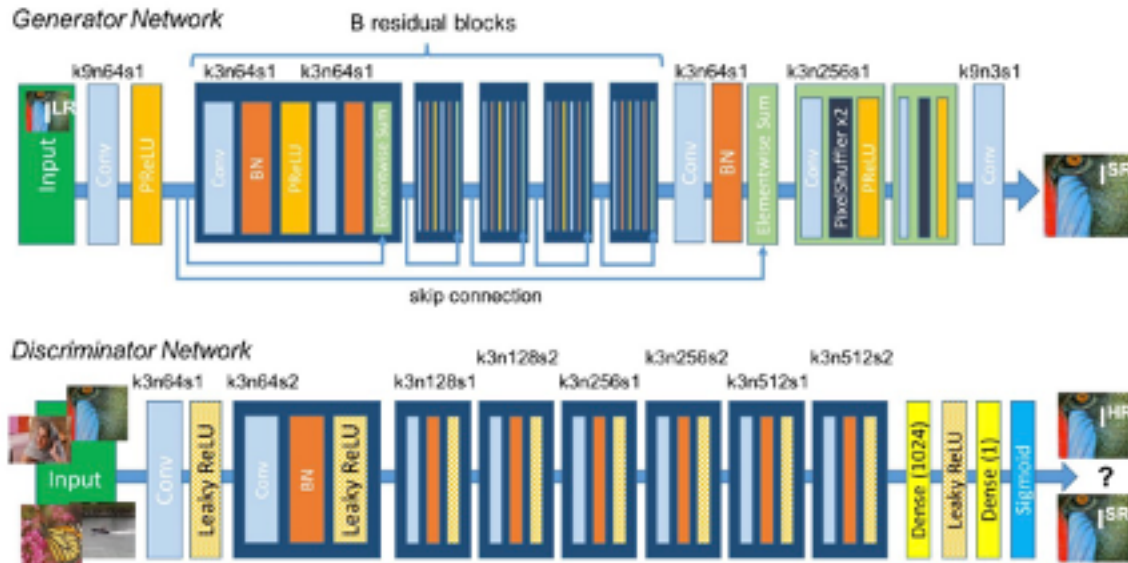 Generator Network
B residual blocks
k9n64s1
k3n64s1 k3n64s1
k3n64s1
k3n256s1
k9n3s1
I LR
Input
Conv
PReLU
Conv
BN
PReLU
Elementwise Sum
Conv
BN
Elementwise Sum
Conv
PixelShuffler x2
PReLU
Conv
I SR
skip connection
Discriminator Network
k3n64s1
k3n64s2
k3n128s1
k3n128s2
k3n256s1
k3n256s2
k3n512s1
k3n512s2
Input
Conv
Leaky ReLU
Conv
BN
Leaky ReLU
Dense (1024)
Leaky ReLU
Dense (1)
Sigmoid
I HR
?
I SR